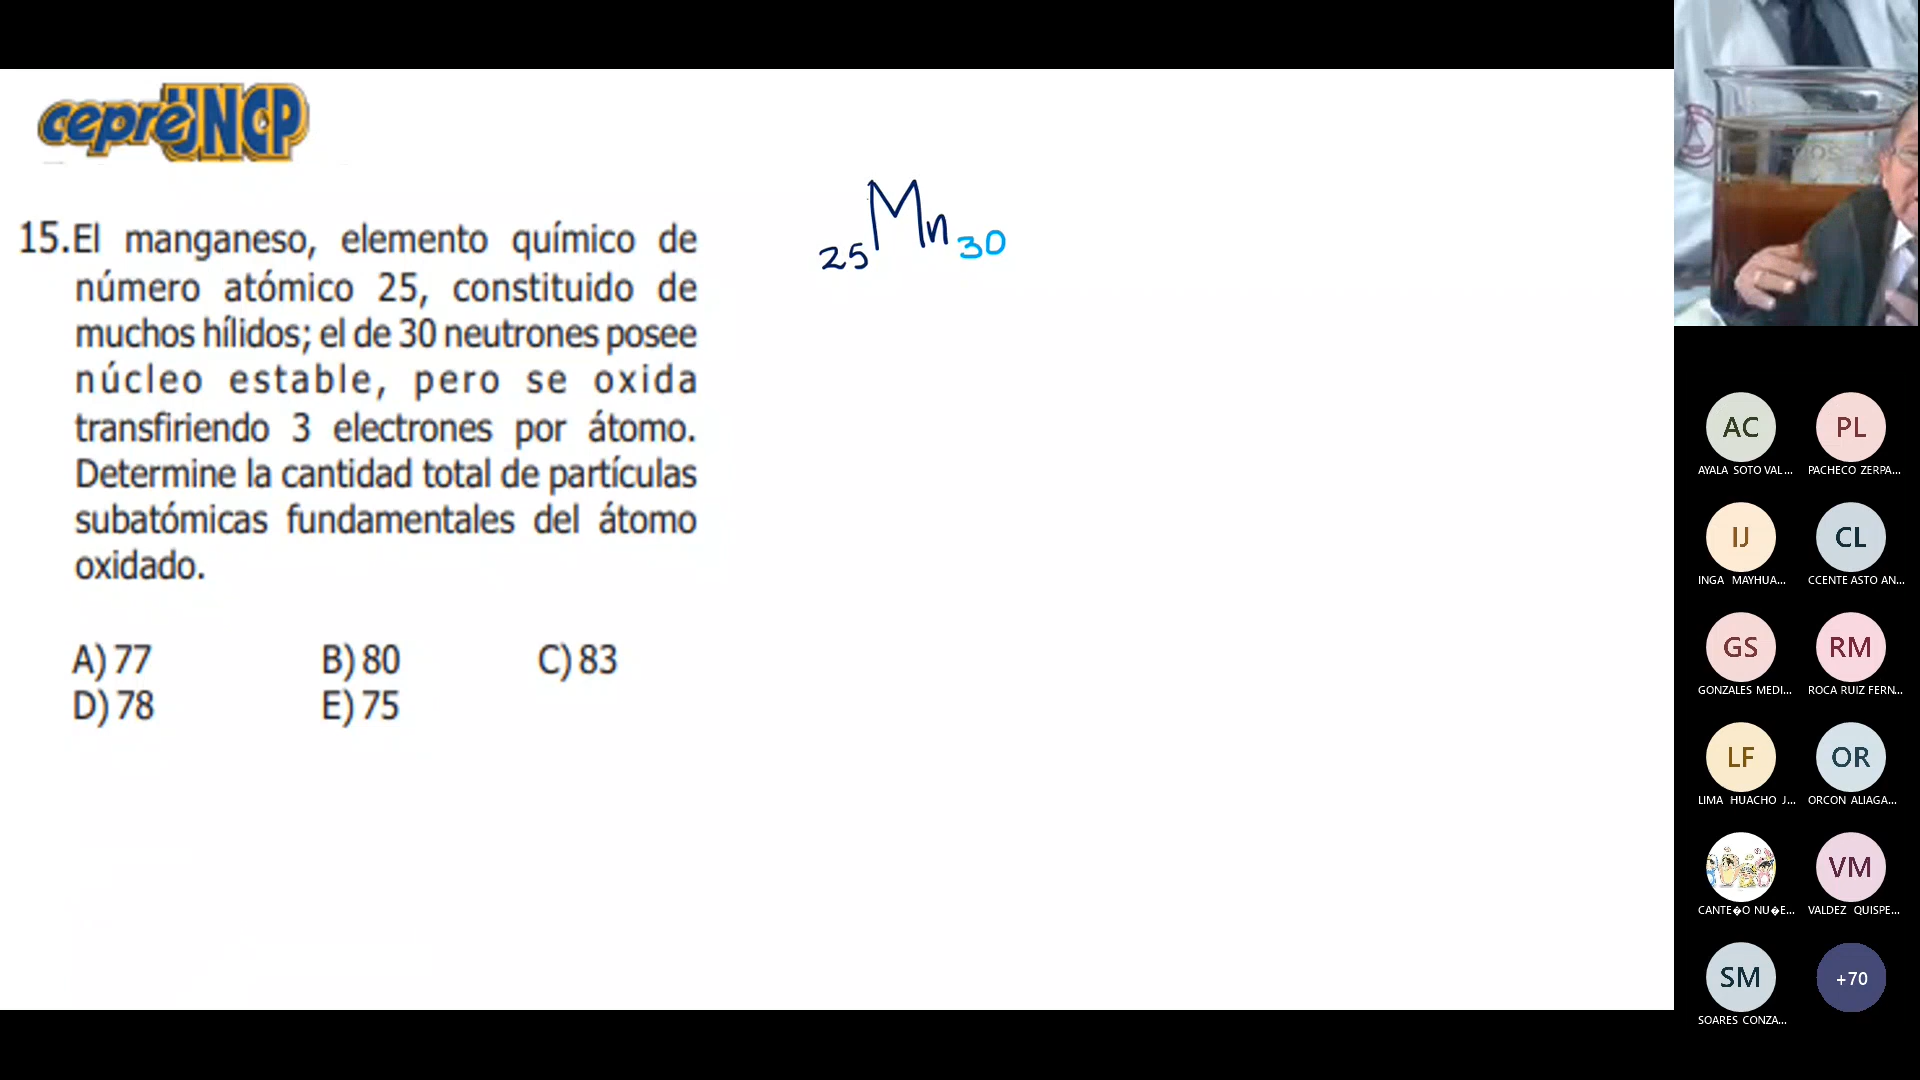 cepreUNCP
15.El manganeso, elemento químico de
número atómico 25, constituido de
muchos hílidos; el de 30 neutrones posee
núcleo estable, pero se oxida
transfiriendo 3 electrones por átomo.
Determine la cantidad total de partículas
subatómicas fundamentales del átomo
oxidado.
A) 77 B) 80 C) 83
D) 78 E) 75
25Mn30
AC PL
AYALA SOTO VAL... PACHECO ZERPA...
IJ CL
INGA MAYHUA... CCENTE ASTO AN...
GS RM
GONZALES MEDI... ROCA RUIZ FERN...
LF OR
LIMA HUACHO J... ORCON ALIAGA...
VM
CANTE�O NU�E... VALDEZ QUISPE...
SM +70
SOARES CONZA...